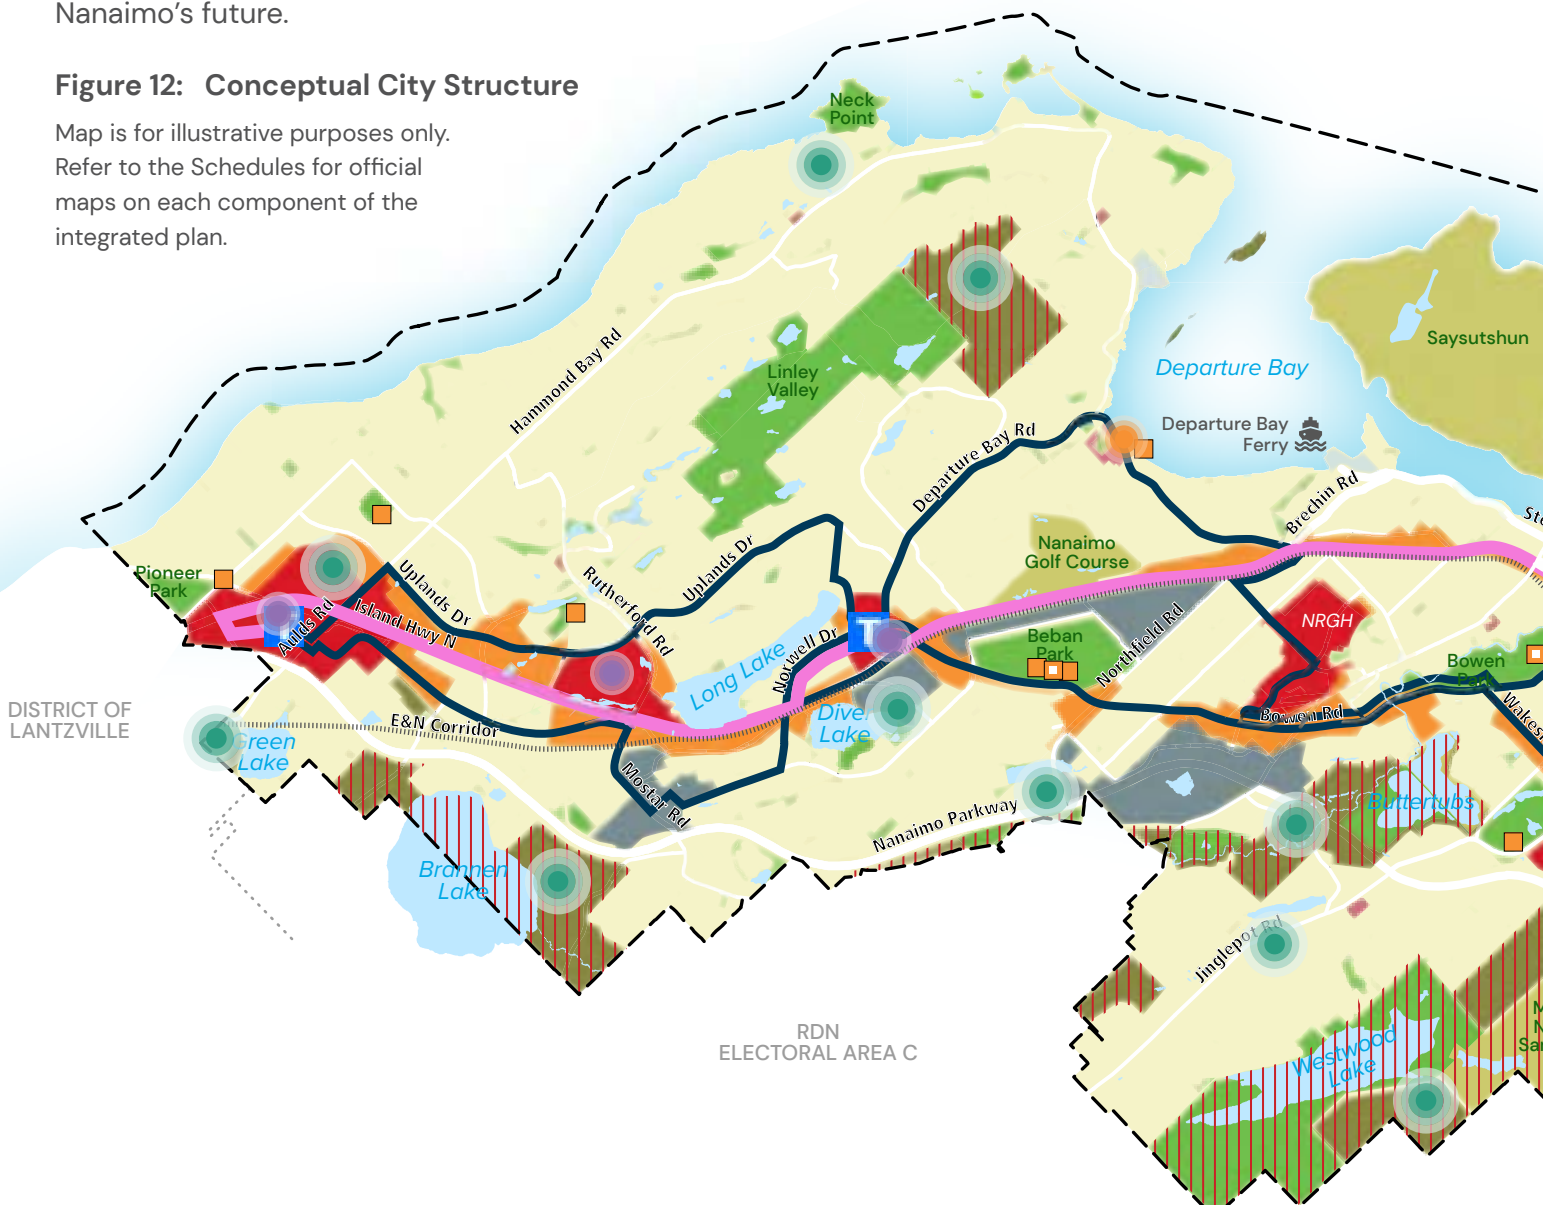 Nanaimo's future.
Figure 12: Conceptual City Structure
Map is for illustrative purposes only.
Refer to the Schedules for official
maps on each component of the
integrated plan.
Neck
Point
Saysutshun
Departure Bay
Linley
Valley
Hammond Bay Rd
Departure Bay
Ferry
Departure Bay Rd
Brechin Rd
Nanaimo
Golf Course
Pioneer
Park
Uplands Dr
Uplands Dr
Rutherford Rd
Island Hwy N
Aulds Rd
T
Norwell Dr
Long Lake
Beban
Park
Northfield Rd
NRGH
Bowen
Park
DISTRICT OF
LANTZVILLE
E&N Corridor
Diver
Lake
Bowen Rd
Green
Lake
Mostar Rd
Nanaimo Parkway
Buttertubs
Brannen
Lake
Jinglepot Rd
RDN
ELECTORAL AREA C
Westwood
Lake